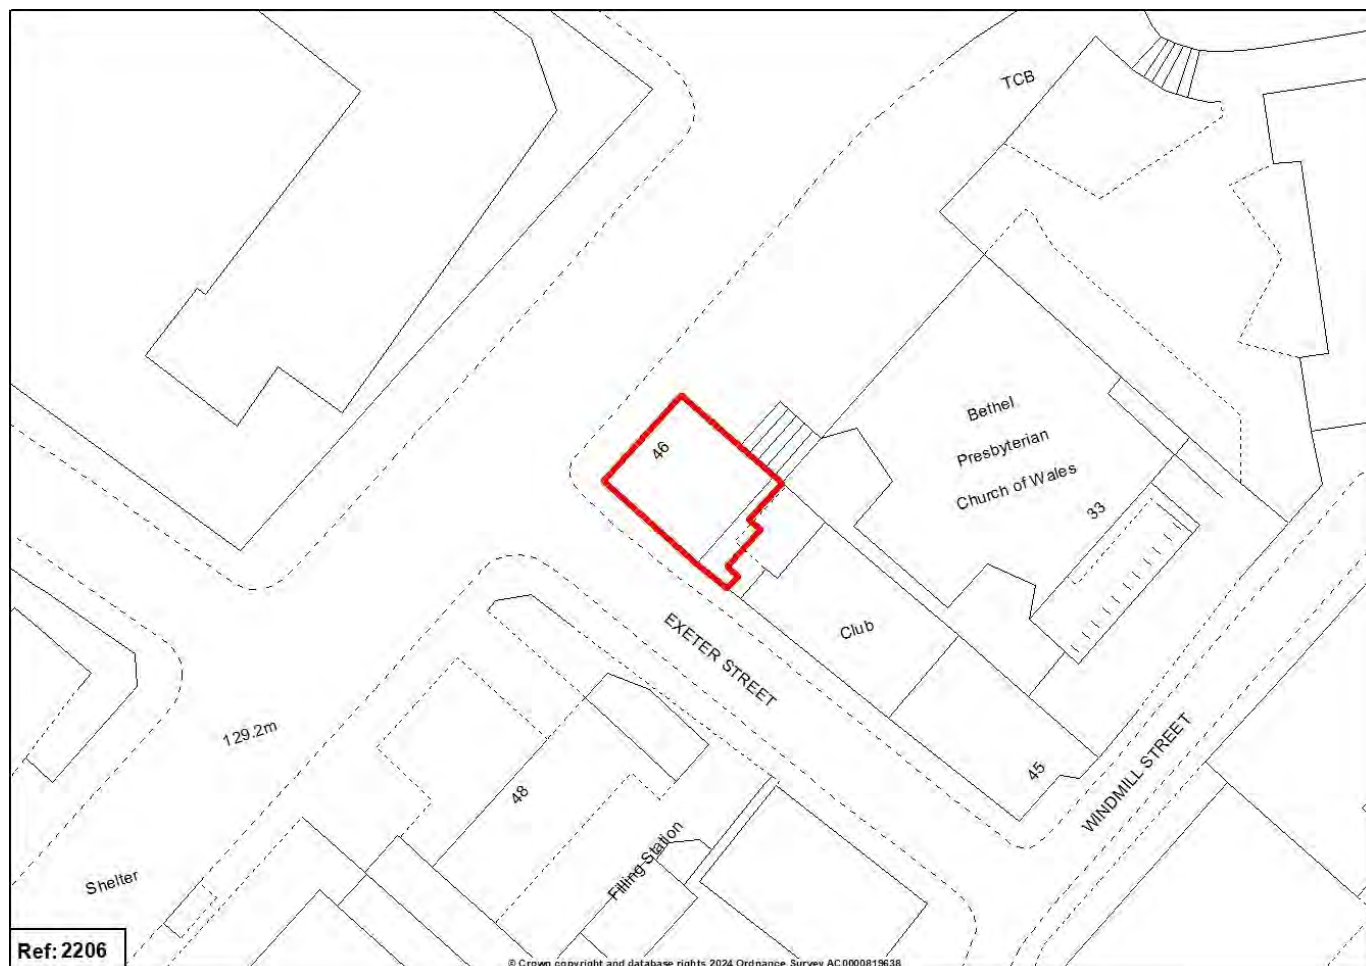 TCB
46
Bethel
Presbyterian
Church of Wales
33
Club
EXETER STREET
129.2m
48
45
WINDMILL STREET
Filling Station
Shelter
Ref: 2206
© Crown copyright and database rights 2024 Ordnance Survey AC0000819638